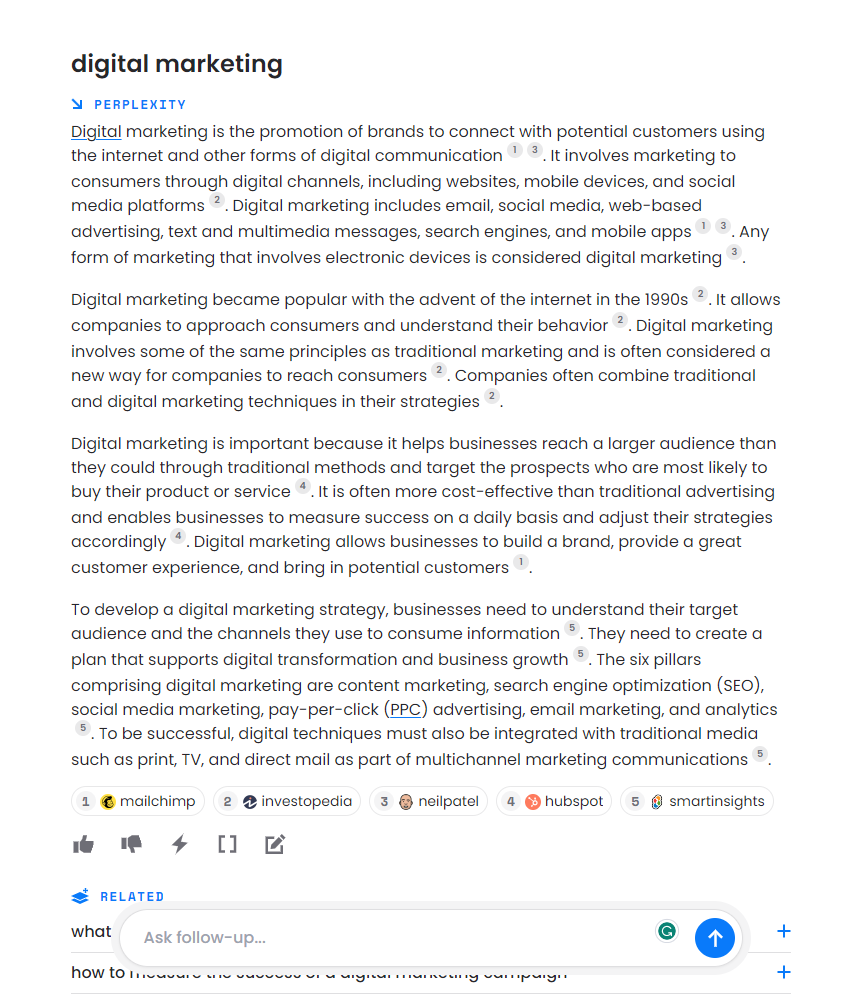 digital marketing
PERPLEXITY
Digital marketing is the promotion of brands to connect with potential customers using
the internet and other forms of digital communication 1 3. It involves marketing to
consumers through digital channels, including websites, mobile devices, and social
media platforms 2. Digital marketing includes email, social media, web-based
advertising, text and multimedia messages, search engines, and mobile apps 1 3. Any
form of marketing that involves electronic devices is considered digital marketing 3.
Digital marketing became popular with the advent of the internet in the 1990s 2. It allows
companies to approach consumers and understand their behavior 2. Digital marketing
involves some of the same principles as traditional marketing and is often considered a
new way for companies to reach consumers 2. Companies often combine traditional
and digital marketing techniques in their strategies 2.
Digital marketing is important because it helps businesses reach a larger audience than
they could through traditional methods and target the prospects who are most likely to
buy their product or service 4. It is often more cost-effective than traditional advertising
and enables businesses to measure success on a daily basis and adjust their strategies
accordingly 4. Digital marketing allows businesses to build a brand, provide a great
customer experience, and bring in potential customers 1.
To develop a digital marketing strategy, businesses need to understand their target
audience and the channels they use to consume information 5. They need to create a
plan that supports digital transformation and business growth 5. The six pillars
comprising digital marketing are content marketing, search engine optimization (SEO),
social media marketing, pay-per-click (PPC) advertising, email marketing, and analytics
5. To be successful, digital techniques must also be integrated with traditional media
such as print, TV, and direct mail as part of multichannel marketing communications 5.
1 mailchimp 2 investopedia 3 neilpatel 4 hubspot 5 smartinsights
RELATED
what
Ask follow-up...
how to measure the success of a digital marketing campaign